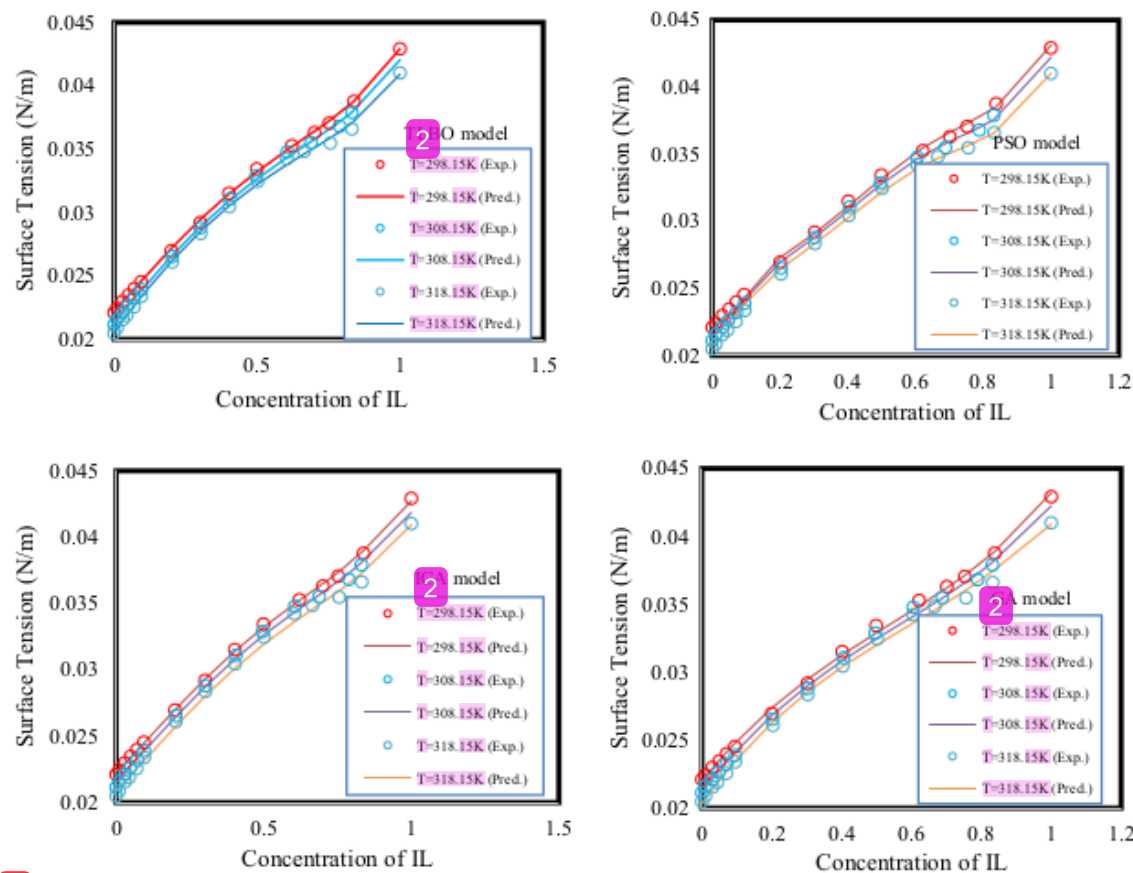 0.045
0.04
0.035
0.03
0.025
0.02
Surface Tension (N/m)
0
0.5
1
1.5
Concentration of IL
2
model
T=298.15K (Exp.)
T=298.15K (Pred.)
T=308.15K (Exp.)
T=308.15K (Pred.)
T=318.15K (Exp.)
T=318.15K (Pred.)
0.045
0.04
0.035
0.03
0.025
0.02
Surface Tension (N/m)
0
0.2
0.4
0.6
0.8
1
1.2
Concentration of IL
PSO model
T=298.15K (Exp.)
T=298.15K (Pred.)
T=308.15K (Exp.)
T=308.15K (Pred.)
T=318.15K (Exp.)
T=318.15K (Pred.)
0.045
0.04
0.035
0.03
0.025
0.02
Surface Tension (N/m)
0
0.5
1
1.5
Concentration of IL
2
model
T=298.15K (Exp.)
T=298.15K (Pred.)
T=308.15K (Exp.)
T=308.15K (Pred.)
T=318.15K (Exp.)
T=318.15K (Pred.)
0.045
0.04
0.035
0.03
0.025
0.02
Surface Tension (N/m)
0
0.2
0.4
0.6
0.8
1
1.2
Concentration of IL
2
model
T=298.15K (Exp.)
T=298.15K (Pred.)
T=308.15K (Exp.)
T=308.15K (Pred.)
T=318.15K (Exp.)
T=318.15K (Pred.)